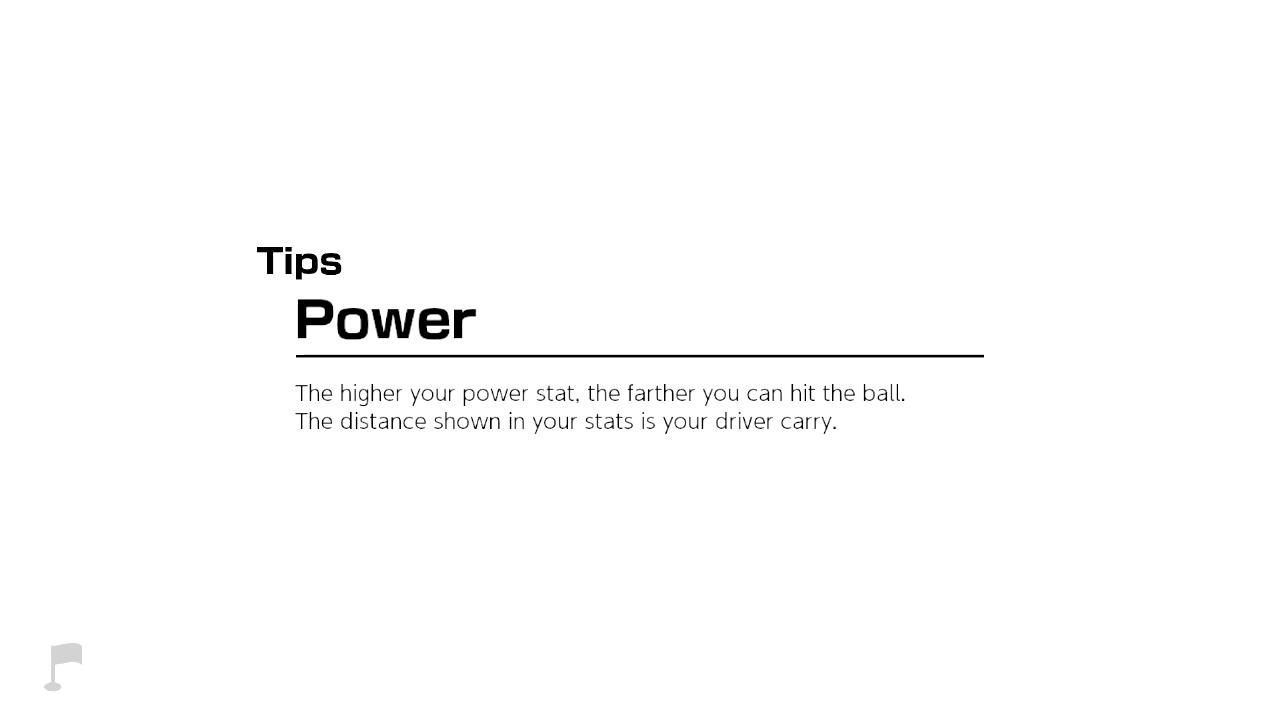 Tips
Power
The higher your power stat, the farther you can hit the ball.
The distance shown in your stats is your driver carry.